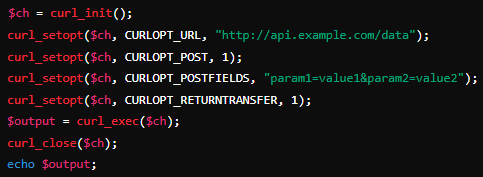 $ch = curl_init();
curl_setopt($ch, CURLOPT_URL, "http://api.example.com/data");
curl_setopt($ch, CURLOPT_POST, 1);
curl_setopt($ch, CURLOPT_POSTFIELDS, "param1=value1&param2=value2");
curl_setopt($ch, CURLOPT_RETURNTRANSFER, 1);
$output = curl_exec($ch);
curl_close($ch);
echo $output;